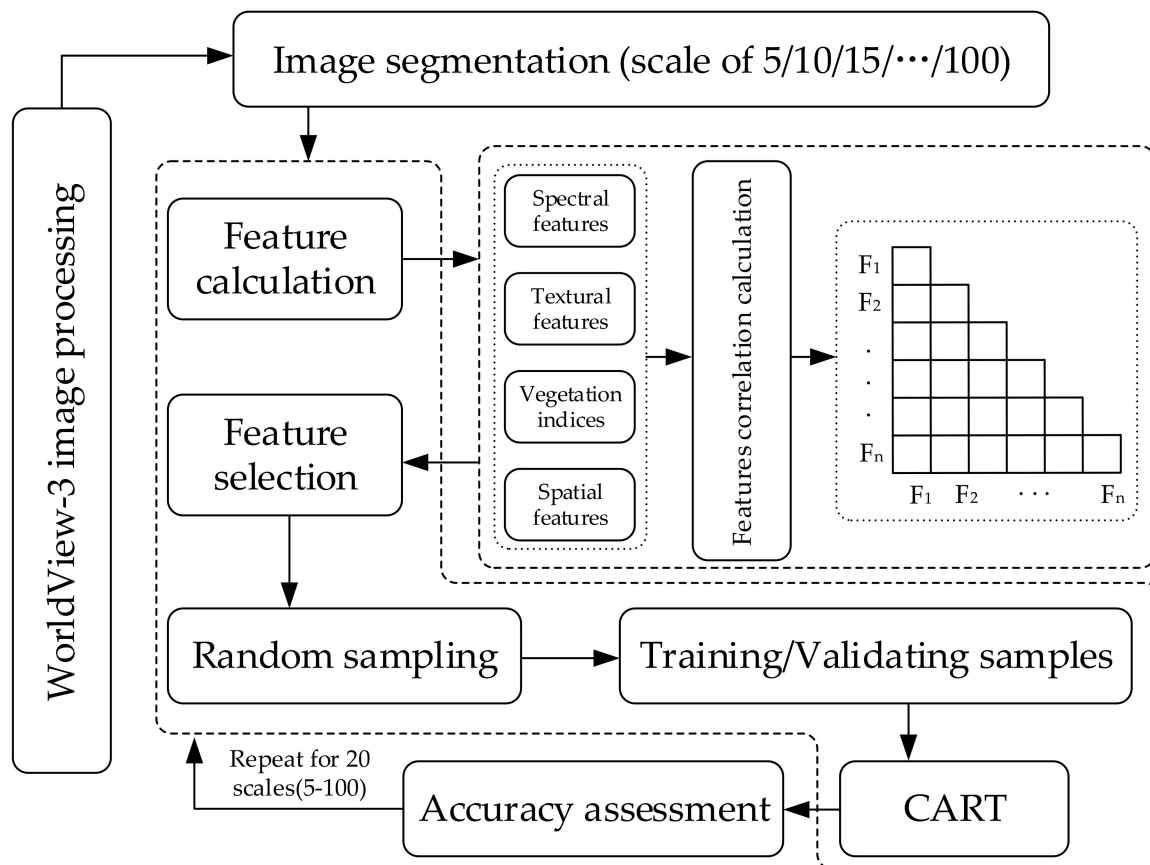 Image segmentation (scale of 5/10/15/···/100)
WorldView-3 image processing
Feature
calculation
Spectral
features
Textural
features
Vegetation
indices
Spatial
features
Features correlation calculation
F1
F2
·
·
·
Fn
F1 F2 · · · Fn
Feature
selection
Random sampling
Training/Validating samples
Repeat for 20
scales(5-100)
Accuracy assessment
CART